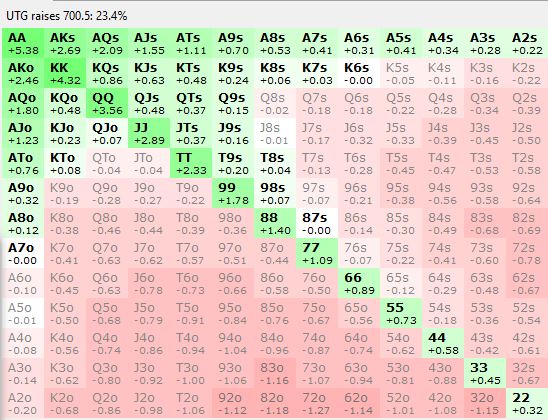 UTG raises 700.5: 23.4%
AA AKs AQs AJs ATs A9s A8s A7s A6s A5s A4s A3s A2s
+5.38 +2.69 +2.09 +1.55 +1.11 +0.70 +0.53 +0.41 +0.31 +0.41 +0.34 +0.28 +0.22
AKo KK KQs KJs KTs K9s K8s K7s K6s K5s K4s K3s K2s
+2.46 +4.32 +0.86 +0.63 +0.48 +0.24 +0.06 +0.03 -0.00 -0.05 -0.11 -0.16 -0.22
AQo KQo QQ QJs QTs Q9s Q8s Q7s Q6s Q5s Q4s Q3s Q2s
+1.80 +0.48 +3.56 +0.48 +0.37 +0.15 -0.02 -0.18 -0.18 -0.22 -0.28 -0.34 -0.39
AJo KJo QJo JJ JTs J9s J8s J7s J6s J5s J4s J3s J2s
+1.23 +0.23 +0.07 +2.89 +0.37 +0.16 -0.01 -0.17 -0.32 -0.33 -0.39 -0.45 -0.50
ATo KTo QTo JTo TT T9s T8s T7s T6s T5s T4s T3s T2s
+0.76 +0.08 -0.04 -0.04 +2.33 +0.20 +0.04 -0.13 -0.28 -0.45 -0.47 -0.53 -0.58
A9o K9o Q9o J9o T9o 99 98s 97s 96s 95s 94s 93s 92s
+0.32 -0.19 -0.28 -0.27 -0.22 +1.78 +0.07 -0.07 -0.21 -0.38 -0.56 -0.58 -0.64
A8o K8o Q8o J8o T8o 98o 88 87s 86s 85s 84s 83s 82s
+0.12 -0.38 -0.46 -0.44 -0.39 -0.36 +1.40 -0.00 -0.14 -0.30 -0.49 -0.68 -0.69
A7o K7o Q7o J7o T7o 97o 87o 77 76s 75s 74s 73s 72s
-0.00 -0.41 -0.63 -0.62 -0.57 -0.51 -0.44 +1.09 -0.07 -0.22 -0.41 -0.60 -0.78
A6o K6o Q6o J6o T6o 96o 86o 76o 66 65s 64s 63s 62s
-0.10 -0.45 -0.63 -0.78 -0.73 -0.66 -0.58 -0.50 +0.89 -0.12 -0.29 -0.48 -0.67
A5o K5o Q5o J5o T5o 95o 85o 75o 65o 55 54s 53s 52s
-0.01 -0.50 -0.68 -0.79 -0.91 -0.84 -0.76 -0.67 -0.56 +0.73 -0.18 -0.36 -0.54
A4o K4o Q4o J4o T4o 94o 84o 74o 64o 54o 44 43s 42s
-0.08 -0.56 -0.74 -0.86 -0.94 -1.04 -0.96 -0.87 -0.74 -0.62 +0.58 -0.42 -0.61
A3o K3o Q3o J3o T3o 93o 83o 73o 63o 53o 43o 33 32s
-0.14 -0.62 -0.80 -0.92 -1.00 -1.06 -1.16 -1.07 -0.94 -0.81 -0.88 +0.45 -0.67
A2o K2o Q2o J2o T2o 92o 82o 72o 62o 52o 42o 32o 22
-0.20 -0.68 -0.86 -0.98 -1.06 -1.12 -1.18 -1.27 -1.14 -1.01 -1.08 -1.15 +0.32